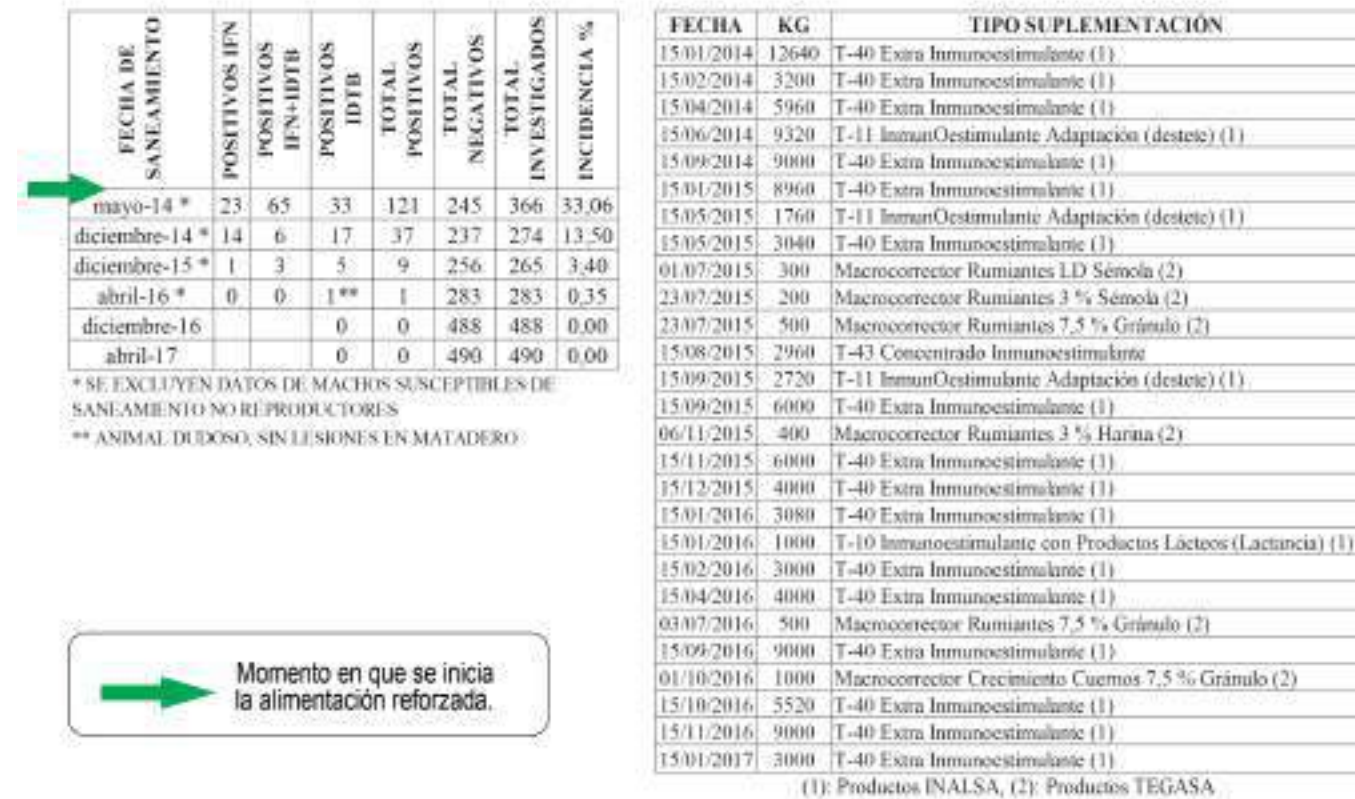 FECHA DE SANEAMIENTO POSITIVOS IFN POSITIVOS IFN+IDTB POSITIVOS IDTB TOTAL POSITIVOS TOTAL NEGATIVOS TOTAL INVESTIGADOS INCIDENCIA %
mayo-14 * 23 65 33 121 245 366 33,06
diciembre-14 * 14 6 17 37 237 274 13,50
diciembre-15 * 1 3 5 9 256 265 3,40
abril-16 * 0 0 1** 1 283 283 0,35
diciembre-16 0 0 488 488 0,00
abril-17 0 0 490 490 0,00
* SE EXCLUYEN DATOS DE MACHOS SUSCEPTIBLES DE
SANEAMIENTO NO REPRODUCTORES
** ANIMAL DUDOSO, SIN LESIONES EN MATADERO
Momento en que se inicia
la alimentación reforzada.
FECHA KG TIPO SUPLEMENTACIÓN
15/01/2014 12640 T-40 Extra Inmunoestimulante (1)
15/02/2014 3200 T-40 Extra Inmunoestimulante (1)
15/04/2014 5960 T-40 Extra Inmunoestimulante (1)
15/06/2014 9320 T-11 InmunOestimulante Adaptación (destete) (1)
15/09/2014 9000 T-40 Extra Inmunoestimulante (1)
15/01/2015 8960 T-40 Extra Inmunoestimulante (1)
15/05/2015 1760 T-11 InmunOestimulante Adaptación (destete) (1)
15/05/2015 3040 T-40 Extra Inmunoestimulante (1)
01/07/2015 300 Macrocorrector Rumiantes LD Sémola (2)
23/07/2015 200 Macrocorrector Rumiantes 3 % Sémola (2)
23/07/2015 500 Macrocorrector Rumiantes 7,5 % Gránulo (2)
15/08/2015 2960 T-43 Concentrado Inmunoestimulante
15/09/2015 2720 T-11 InmunOestimulante Adaptación (destete) (1)
15/09/2015 6000 T-40 Extra Inmunoestimulante (1)
06/11/2015 400 Macrocorrector Rumiantes 3 % Harina (2)
15/11/2015 6000 T-40 Extra Inmunoestimulante (1)
15/12/2015 4000 T-40 Extra Inmunoestimulante (1)
15/01/2016 3080 T-40 Extra Inmunoestimulante (1)
15/01/2016 1000 T-10 Inmunoestimulante con Productos Lácteos (Lactancia) (1)
15/02/2016 3000 T-40 Extra Inmunoestimulante (1)
15/04/2016 4000 T-40 Extra Inmunoestimulante (1)
03/07/2016 500 Macrocorrector Rumiantes 7,5 % Gránulo (2)
15/09/2016 9000 T-40 Extra Inmunoestimulante (1)
01/10/2016 1000 Macrocorrector Crecimiento Cuernos 7,5 % Gránulo (2)
15/10/2016 5520 T-40 Extra Inmunoestimulante (1)
15/11/2016 9000 T-40 Extra Inmunoestimulante (1)
15/01/2017 3000 T-40 Extra Inmunoestimulante (1)
(1): Productos INALSA, (2): Productos TEGASA